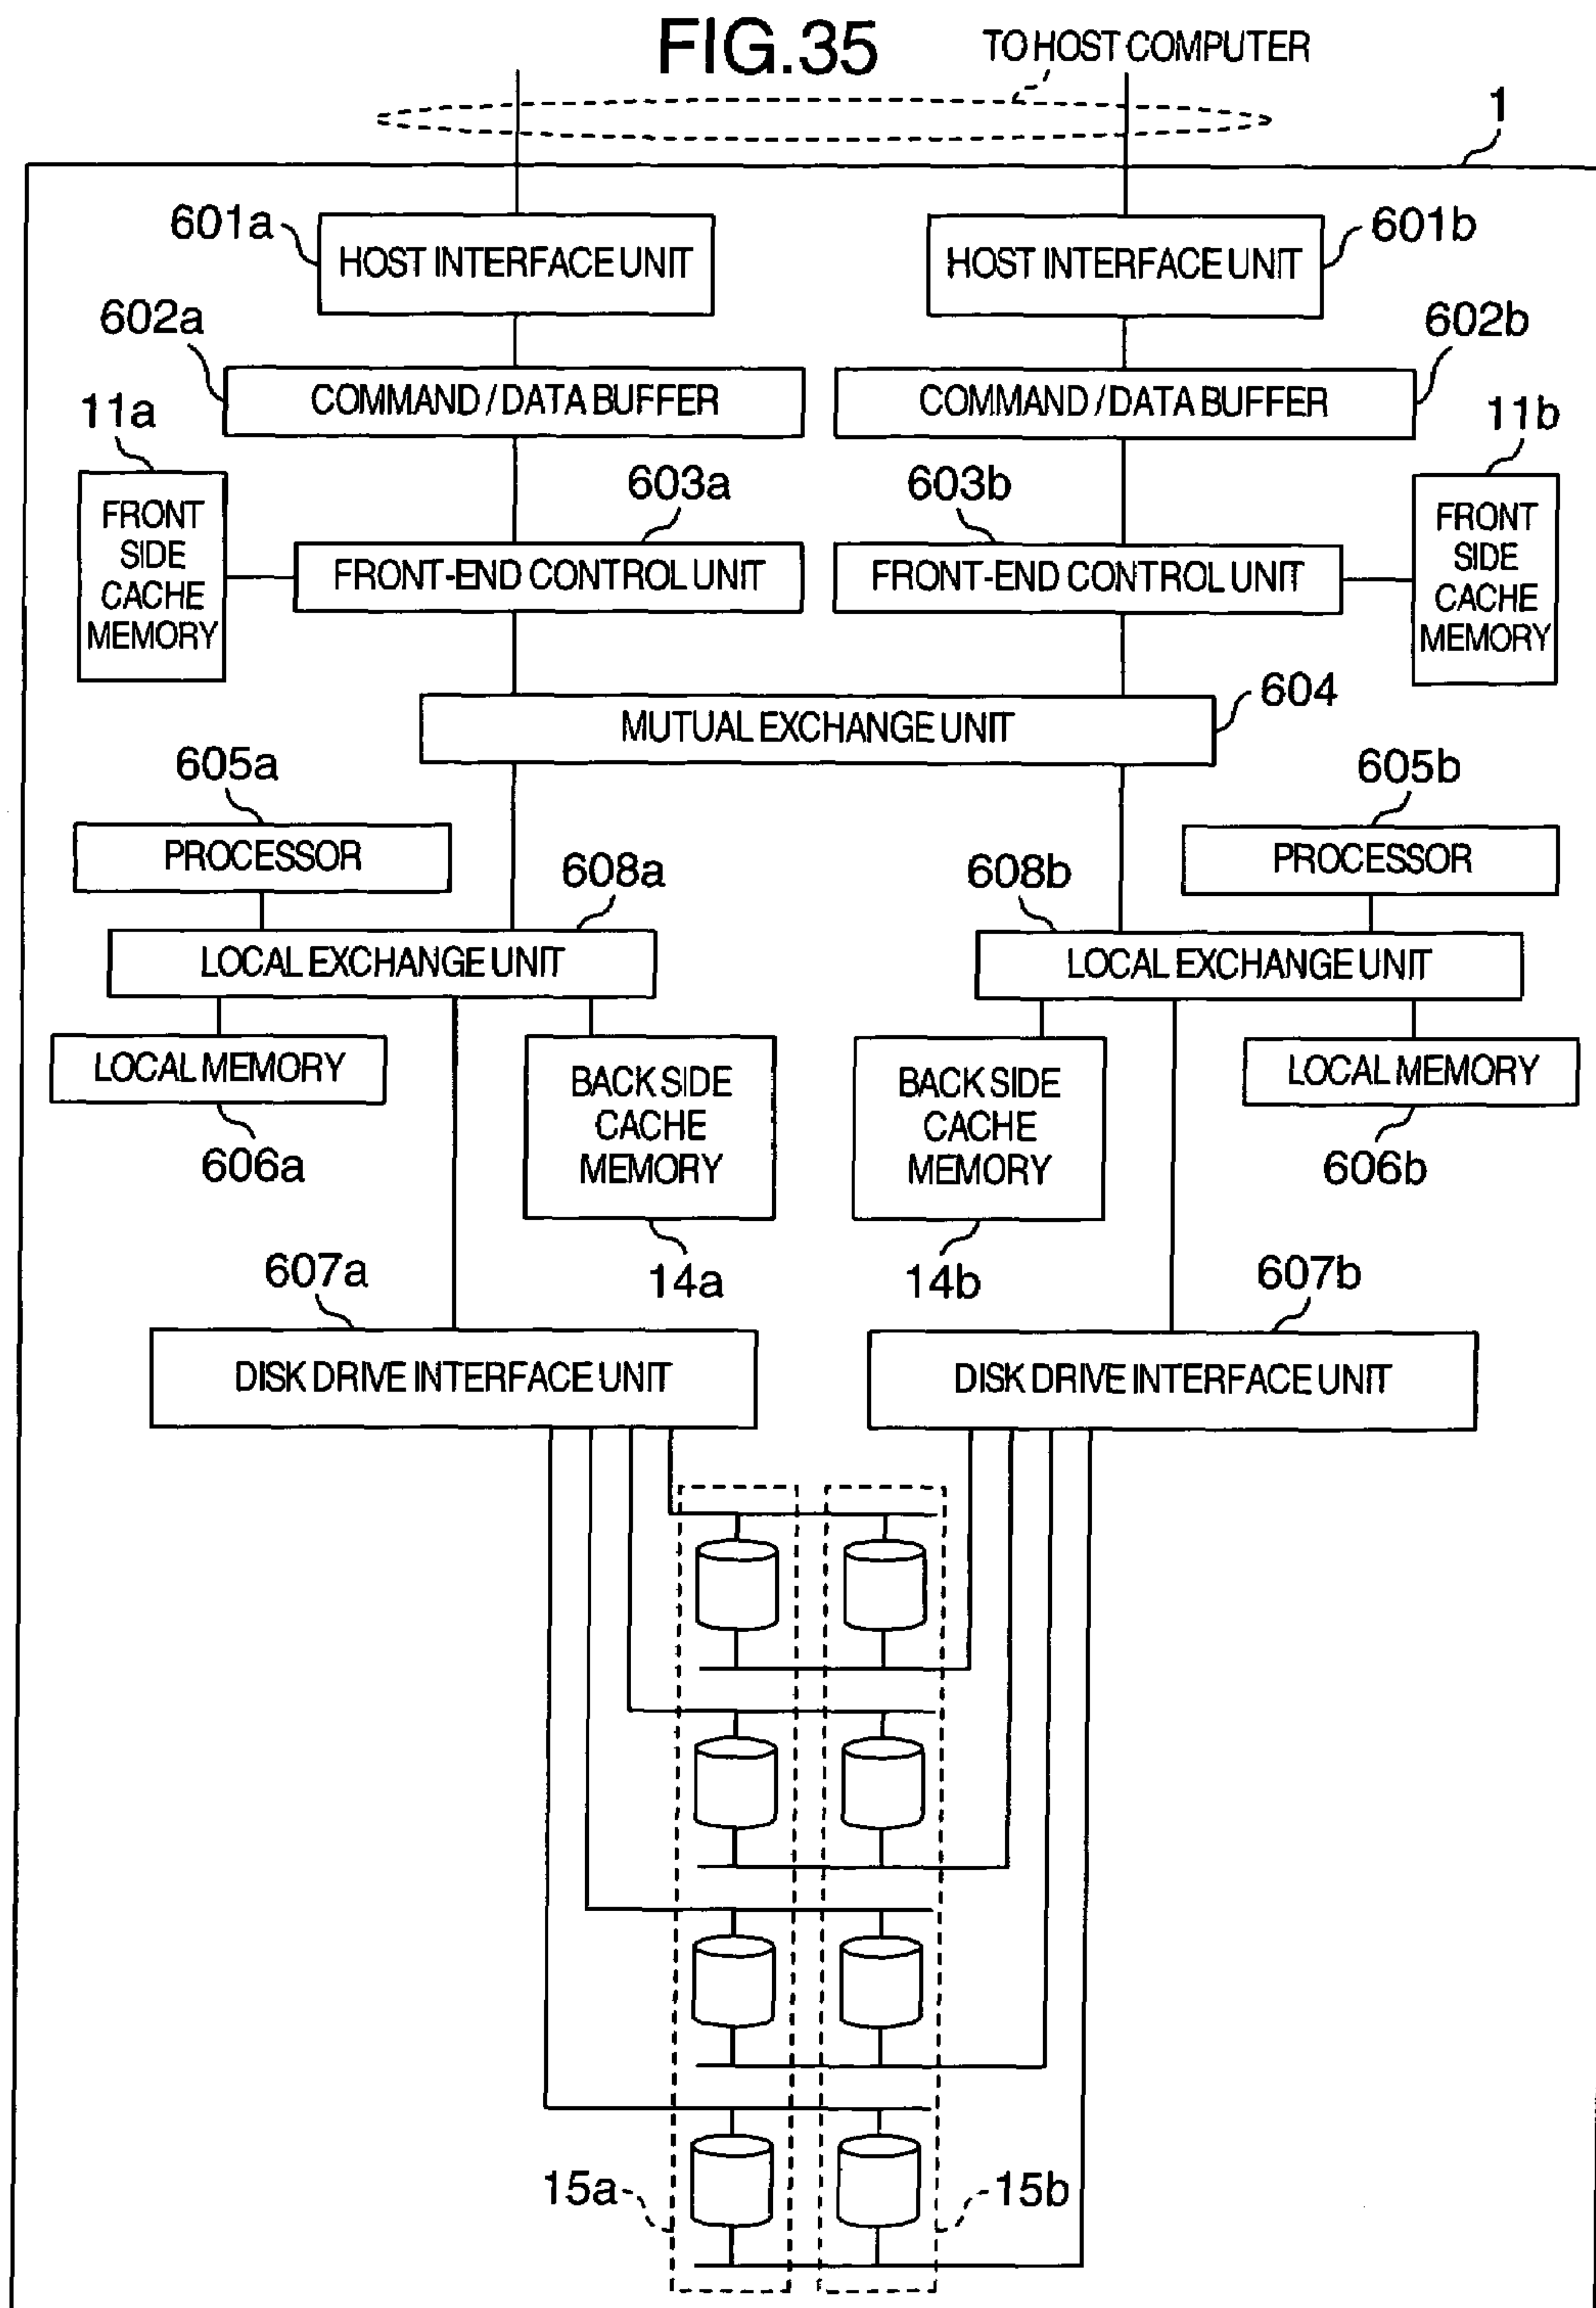 FIG.35
TO HOST COMPUTER
1
601a
HOST INTERFACE UNIT
HOST INTERFACE UNIT
601b
602a
COMMAND / DATA BUFFER
COMMAND / DATA BUFFER
602b
11a
11b
FRONT
SIDE
CACHE
MEMORY
603a
FRONT-END CONTROL UNIT
603b
FRONT-END CONTROL UNIT
FRONT
SIDE
CACHE
MEMORY
MUTUAL EXCHANGE UNIT
604
605a
PROCESSOR
605b
PROCESSOR
608a
LOCAL EXCHANGE UNIT
608b
LOCAL EXCHANGE UNIT
LOCAL MEMORY
606a
BACK SIDE
CACHE
MEMORY
14a
BACK SIDE
CACHE
MEMORY
14b
LOCAL MEMORY
606b
607a
DISK DRIVE INTERFACE UNIT
607b
DISK DRIVE INTERFACE UNIT
15a
15b